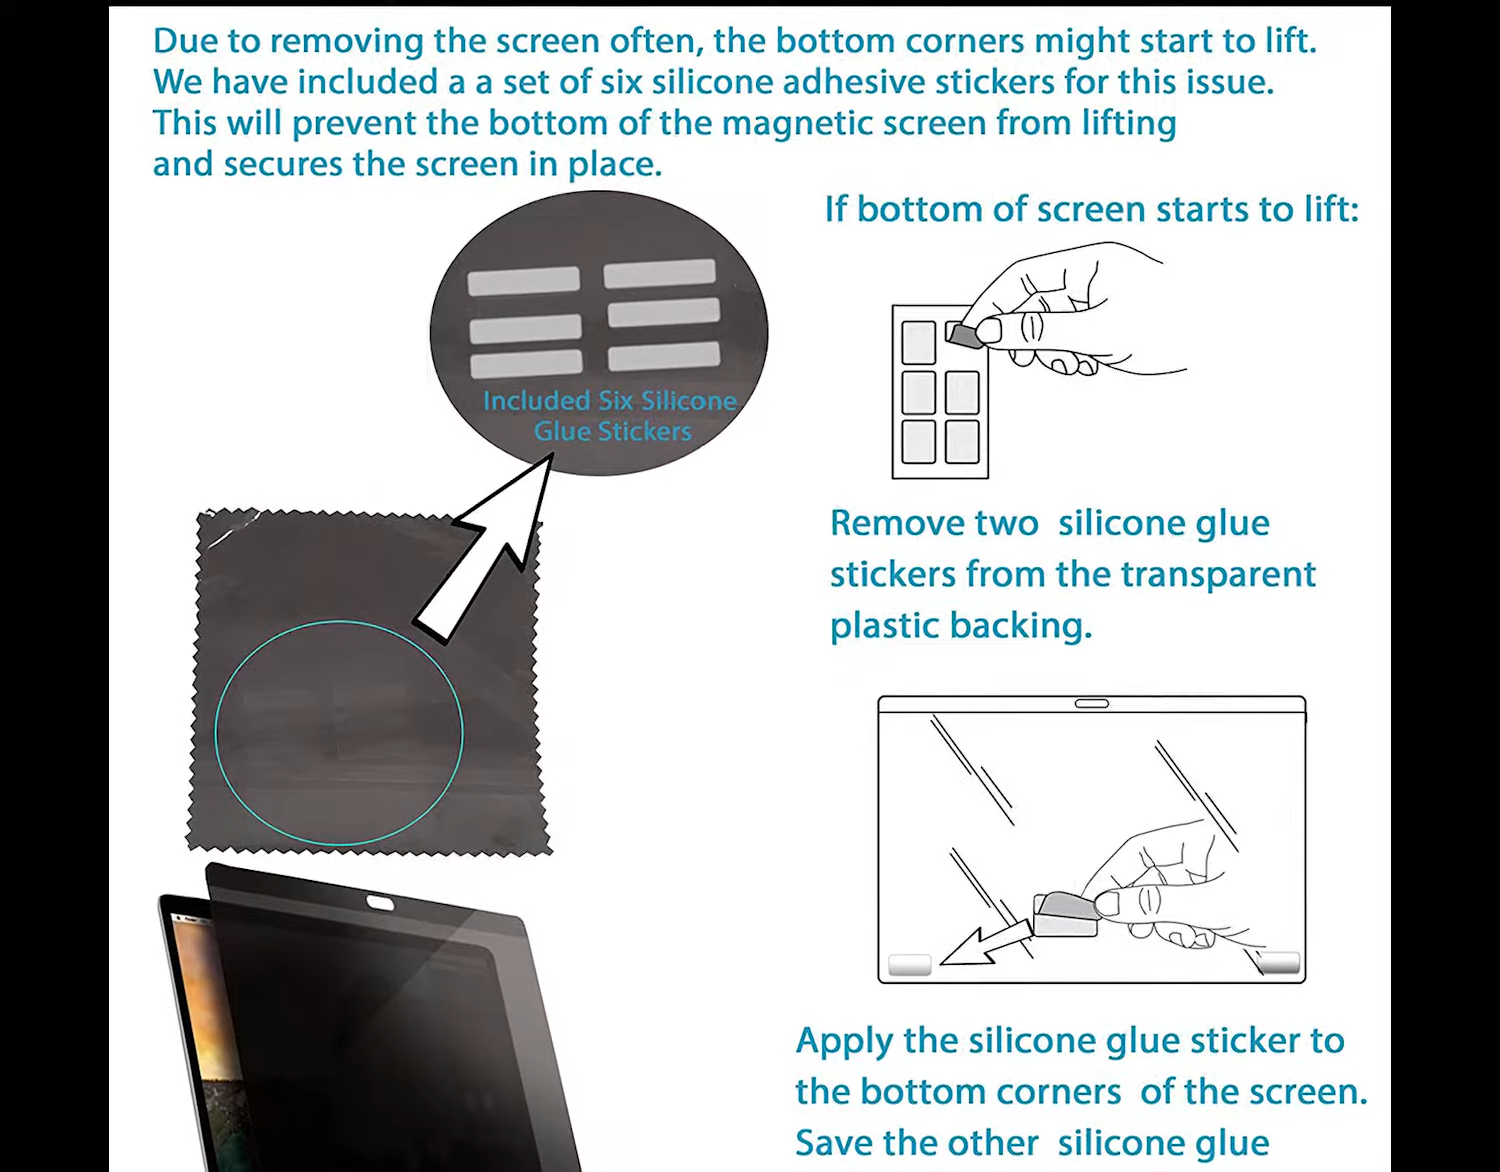 Due to removing the screen often, the bottom corners might start to lift.
We have included a a set of six silicone adhesive stickers for this issue.
This will prevent the bottom of the magnetic screen from lifting
and secures the screen in place.
If bottom of screen starts to lift:
Included Six Silicone
Glue Stickers
Remove two silicone glue
stickers from the transparent
plastic backing.
Apply the silicone glue sticker to
the bottom corners of the screen.
Save the other silicone glue